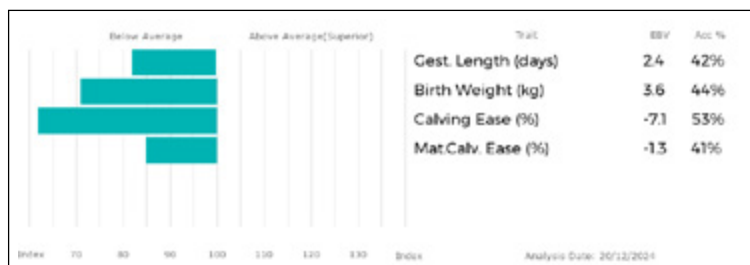 Below Average Above Average(Superior) Trait EBV Acc %
Gest. Length (days) 2.4 42%
Birth Weight (kg) 3.6 44%
Calving Ease (%) -7.1 53%
Mat.Calv. Ease (%) -1.3 41%
Index 70 80 90 100 110 120 130 Index Analysis Date: 20/12/2024